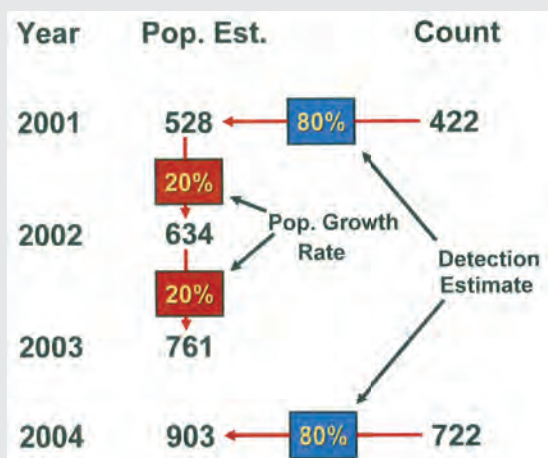 Year Pop. Est. Count
2001 528 80% 422
20%
2002 634 Pop. Growth
Rate
Detection
Estimate
20%
2003 761
2004 903 80% 722